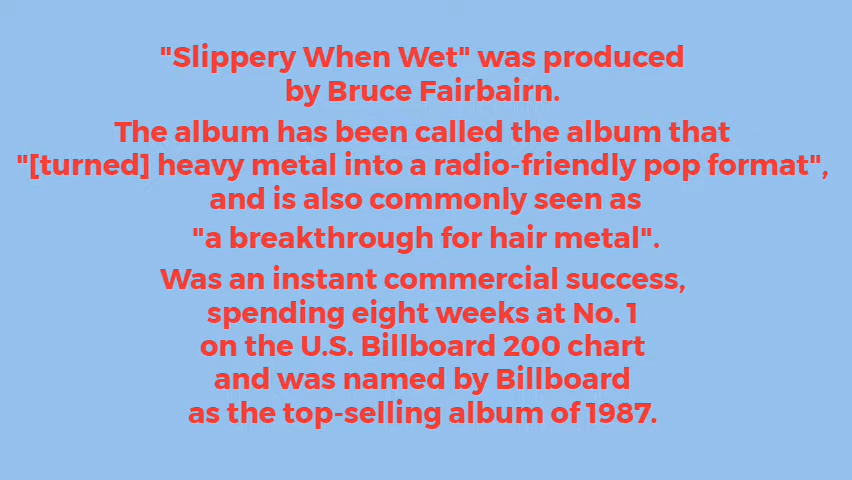 "Slippery When Wet" was produced
by Bruce Fairbairn.
The album has been called the album that
"[turned] heavy metal into a radio-friendly pop format",
and is also commonly seen as
"a breakthrough for hair metal".
Was an instant commercial success,
spending eight weeks at No. 1
on the U.S. Billboard 200 chart
and was named by Billboard
as the top-selling album of 1987.